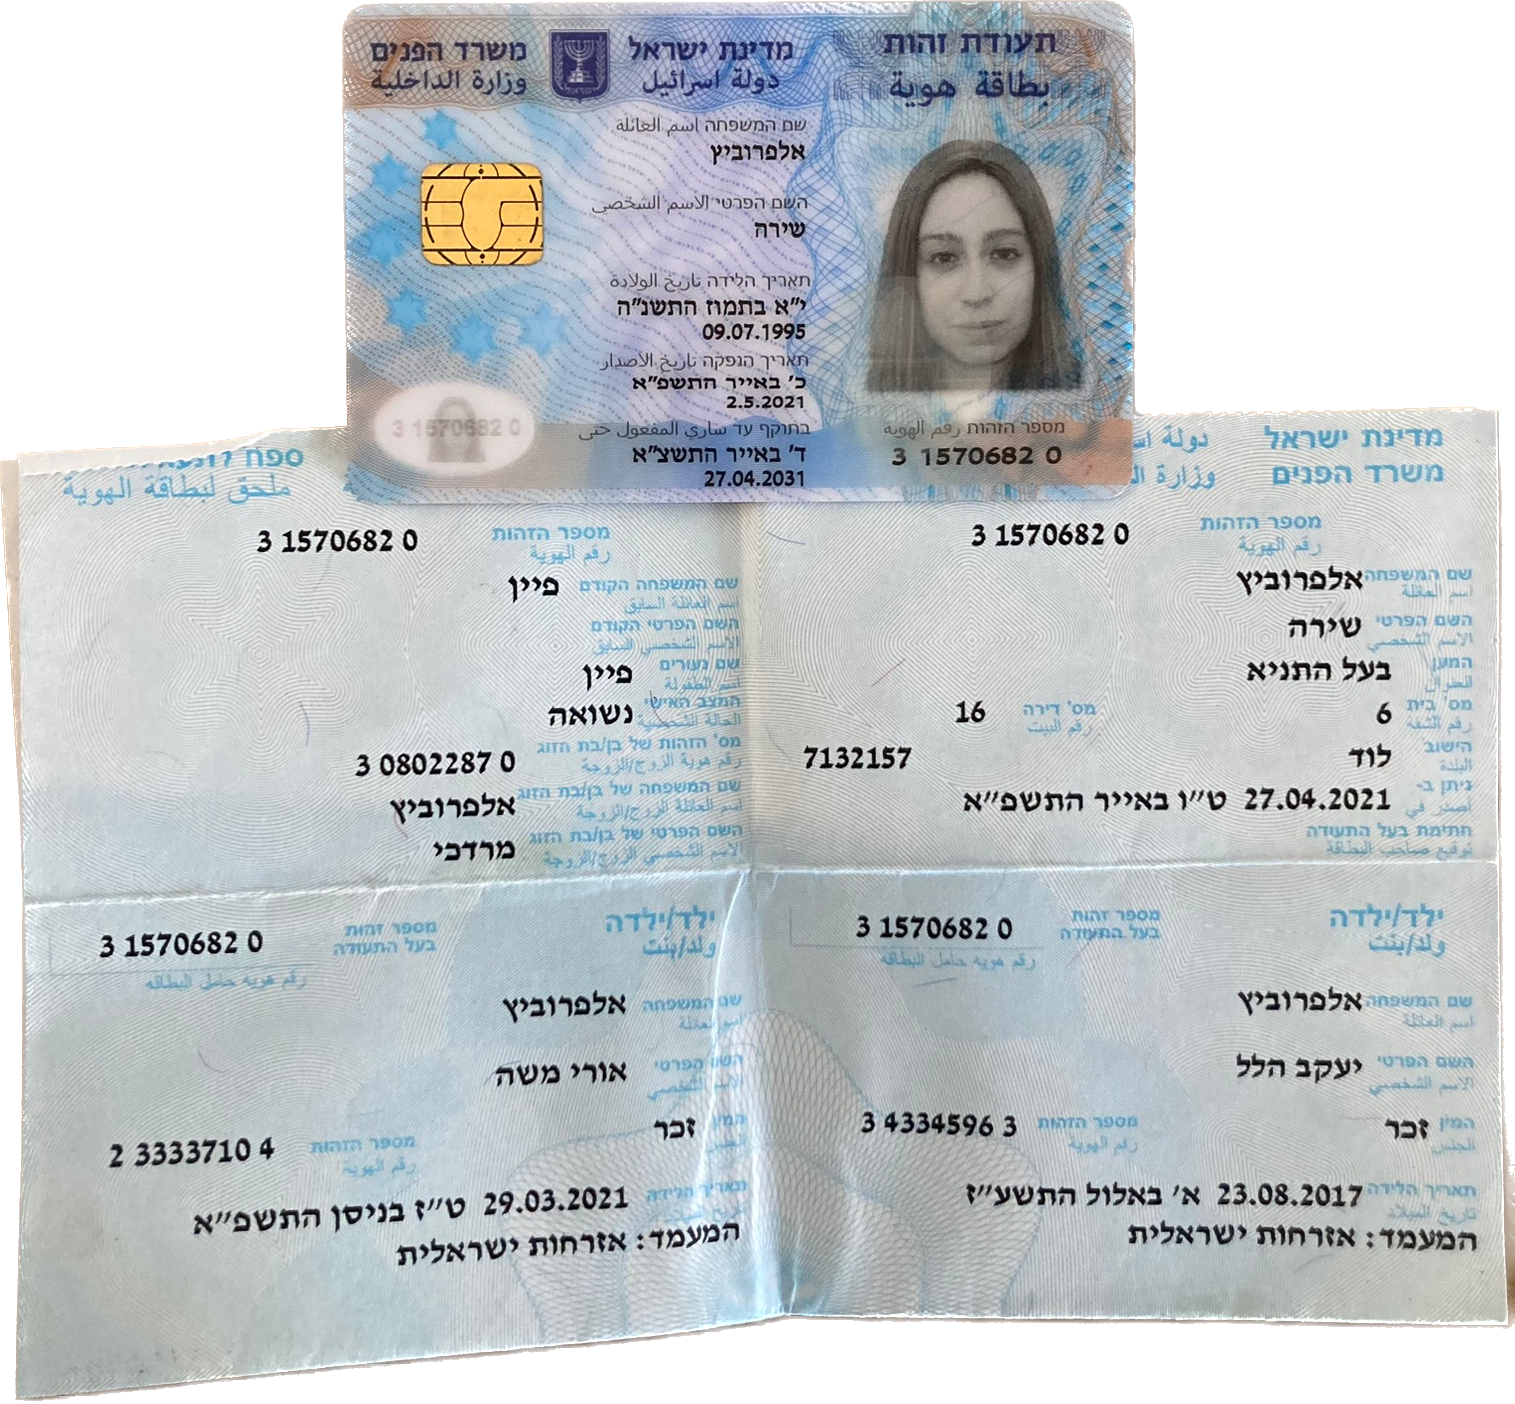 תעודת זהות
بطاقة هوية
מדינת ישראל
دولة اسرائيل
משרד הפנים
وزارة الداخلية
שם המשפחה اسم العائلة
אלפרוביץ
השם הפרטי الاسم الشخصي
שירה
תאריך הלידה تاريخ الولادة
י"א בתמוז התשנ"ה
09.07.1995
תאריך הנפקה تاريخ الأصدار
כ' באייר התשפ"א
2.5.2021
בתוקף עד ساري المفعول حتى
ד' באייר התשצ"א
27.04.2031
מספר הזהות رقم الهوية
3 1570682 0
3 1570682 0
מדינת ישראל
دولة
משרד הפנים
وزارة
מספר הזהות 3 1570682 0
رقم الهوية
שם המשפחה אלפרוביץ
اسم العائلة
השם הפרטי שירה
الاسم الشخصي
המען בעל התניא
العنوان
מס' בית 6 מס' דירה 16
رقم الشقة رقم البيت
הישוב לוד 7132157
البلدة
ניתן ב- 27.04.2021 ט"ו באייר התשפ"א
أصدر في
חתימת בעל התעודה
توقيع صاحب البطاقة
ספח
ملحق لبطاقة الهوية
מספר הזהות 3 1570682 0
رقم الهوية
שם המשפחה הקודם פיין
اسم العائلة السابق
השם הפרטי הקודם
الاسم الشخصي السابق
שם נעורים פיין
اسم الطفولة
המצב האישי נשואה
الحالة الشخصية
מס' הזהות של בן/בת הזוג 3 0802287 0
رقم هوية الزوج/الزوجة
שם המשפחה של בן/בת הזוג אלפרוביץ
اسم العائلة الزوج/الزوجة
השם הפרטי של בן/בת הזוג מרדכי
الاسم الشخصي الزوج/الزوجة
ילד/ילדה
ولد/بنت
מספר זהות 3 1570682 0
בעל התעודה
رقم هويه حامل البطاقه
שם המשפחה אלפרוביץ
اسم العائلة
השם הפרטי יעקב הלל
الاسم الشخصي
המין זכר
الجنس
מספר הזהות 3 4334596 3
رقم الهوية
תאריך הלידה 23.08.2017 א' באלול התשע"ז
تاريخ الميلاد
המעמד: אזרחות ישראלית
ילד/ילדה
ولد/بنت
מספר זהות 3 1570682 0
בעל התעודה
رقم هويه حامل البطاقه
שם המשפחה אלפרוביץ
اسم العائلة
השם הפרטי אורי משה
الاسم الشخصي
המין זכר
الجنس
מספר הזהות 2 3333710 4
رقم الهوية
תאריך הלידה 29.03.2021 ט"ז בניסן התשפ"א
تاريخ الميلاد
המעמד: אזרחות ישראלית